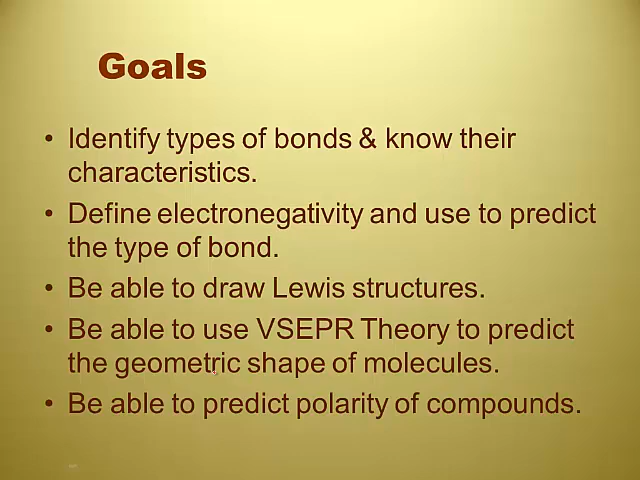 Goals
• Identify types of bonds & know their
characteristics.
• Define electronegativity and use to predict
the type of bond.
• Be able to draw Lewis structures.
• Be able to use VSEPR Theory to predict
the geometric shape of molecules.
• Be able to predict polarity of compounds.